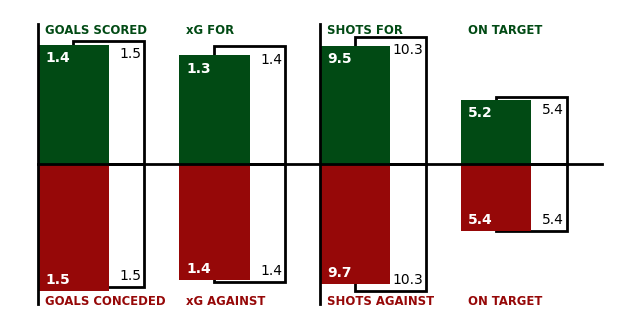 GOALS SCORED xG FOR SHOTS FOR ON TARGET
1.4 1.5 1.3 1.4 9.5 10.3 5.2 5.4
1.5 1.5 1.4 1.4 9.7 10.3 5.4 5.4
GOALS CONCEDED xG AGAINST SHOTS AGAINST ON TARGET